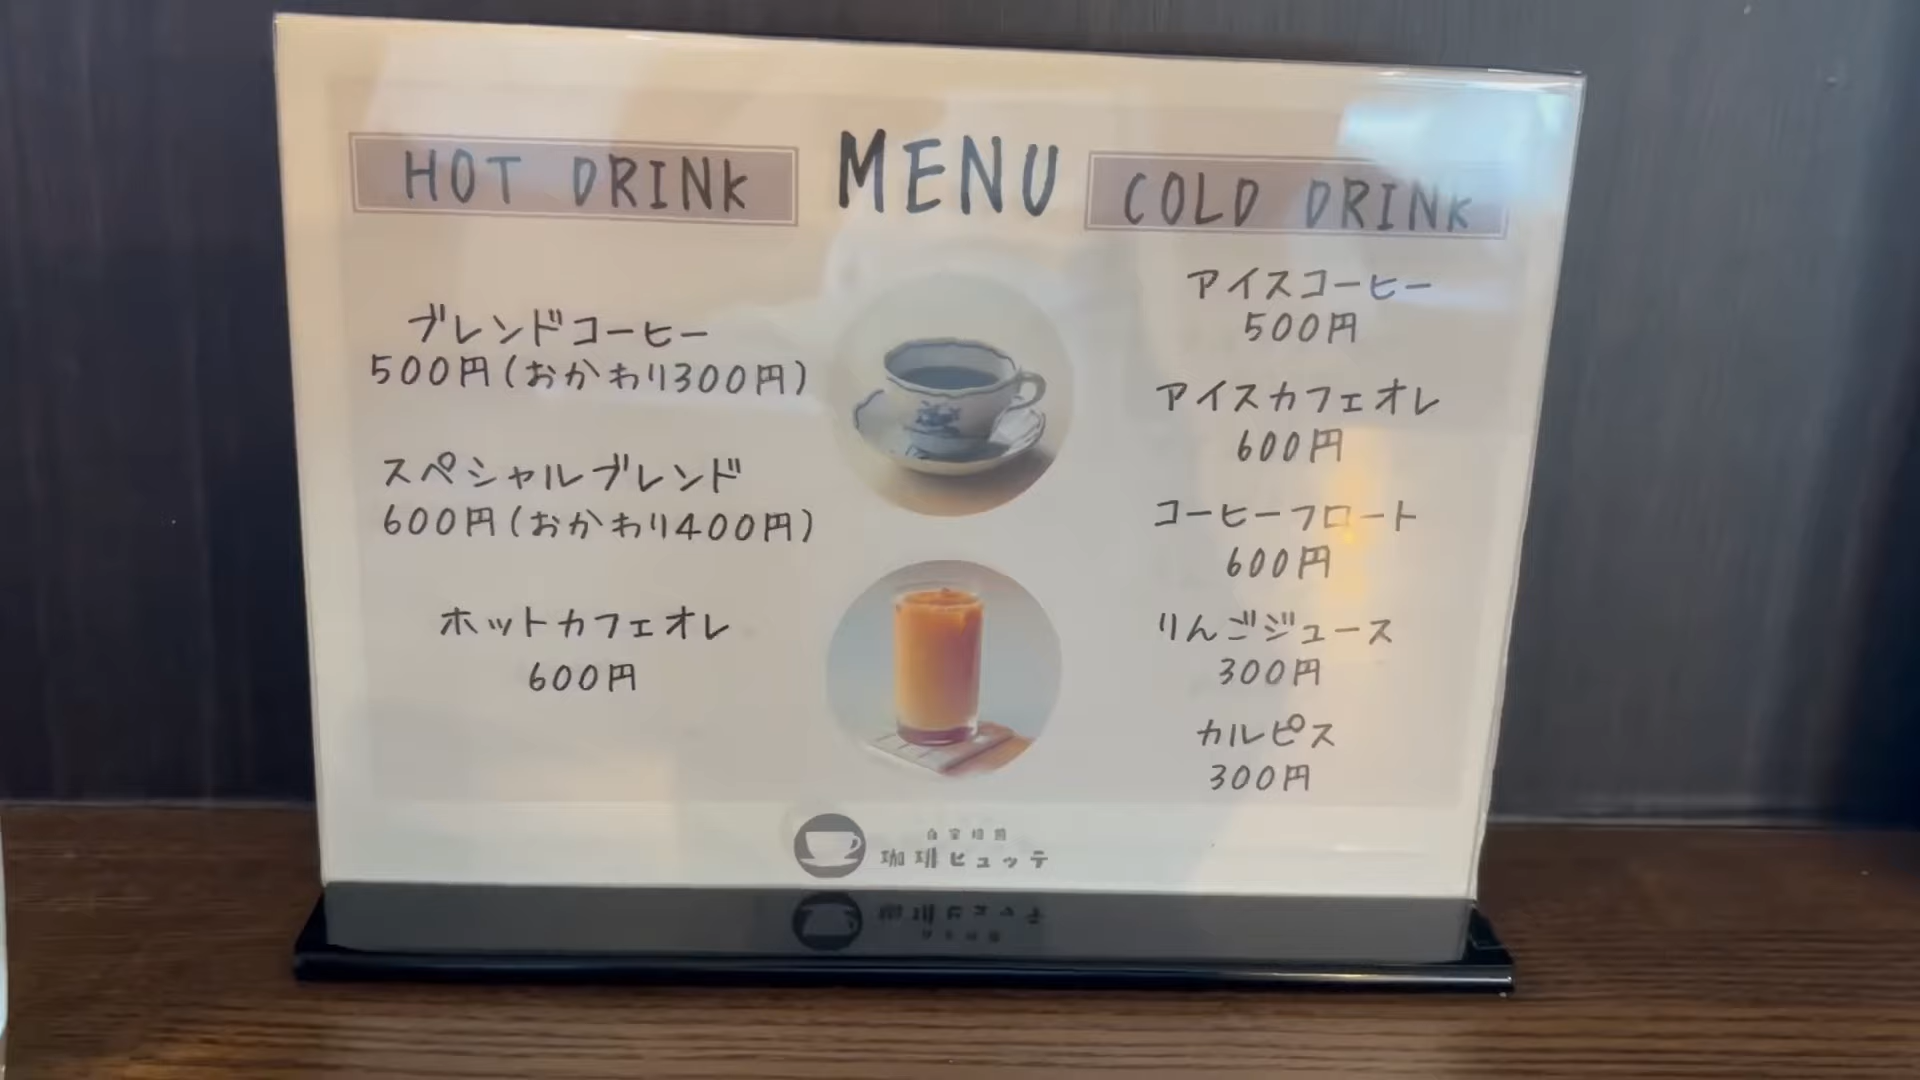 MENU
HOT DRINK
ブレンドコーヒー
500円(おかわり300円)
スペシャルブレンド
600円(おかわり400円)
ホットカフェオレ
600円
COLD DRINK
アイスコーヒー
500円
アイスカフェオレ
600円
コーヒーフロート
600円
りんごジュース
300円
カルピス
300円
自家焙煎
珈琲ヒュッテ